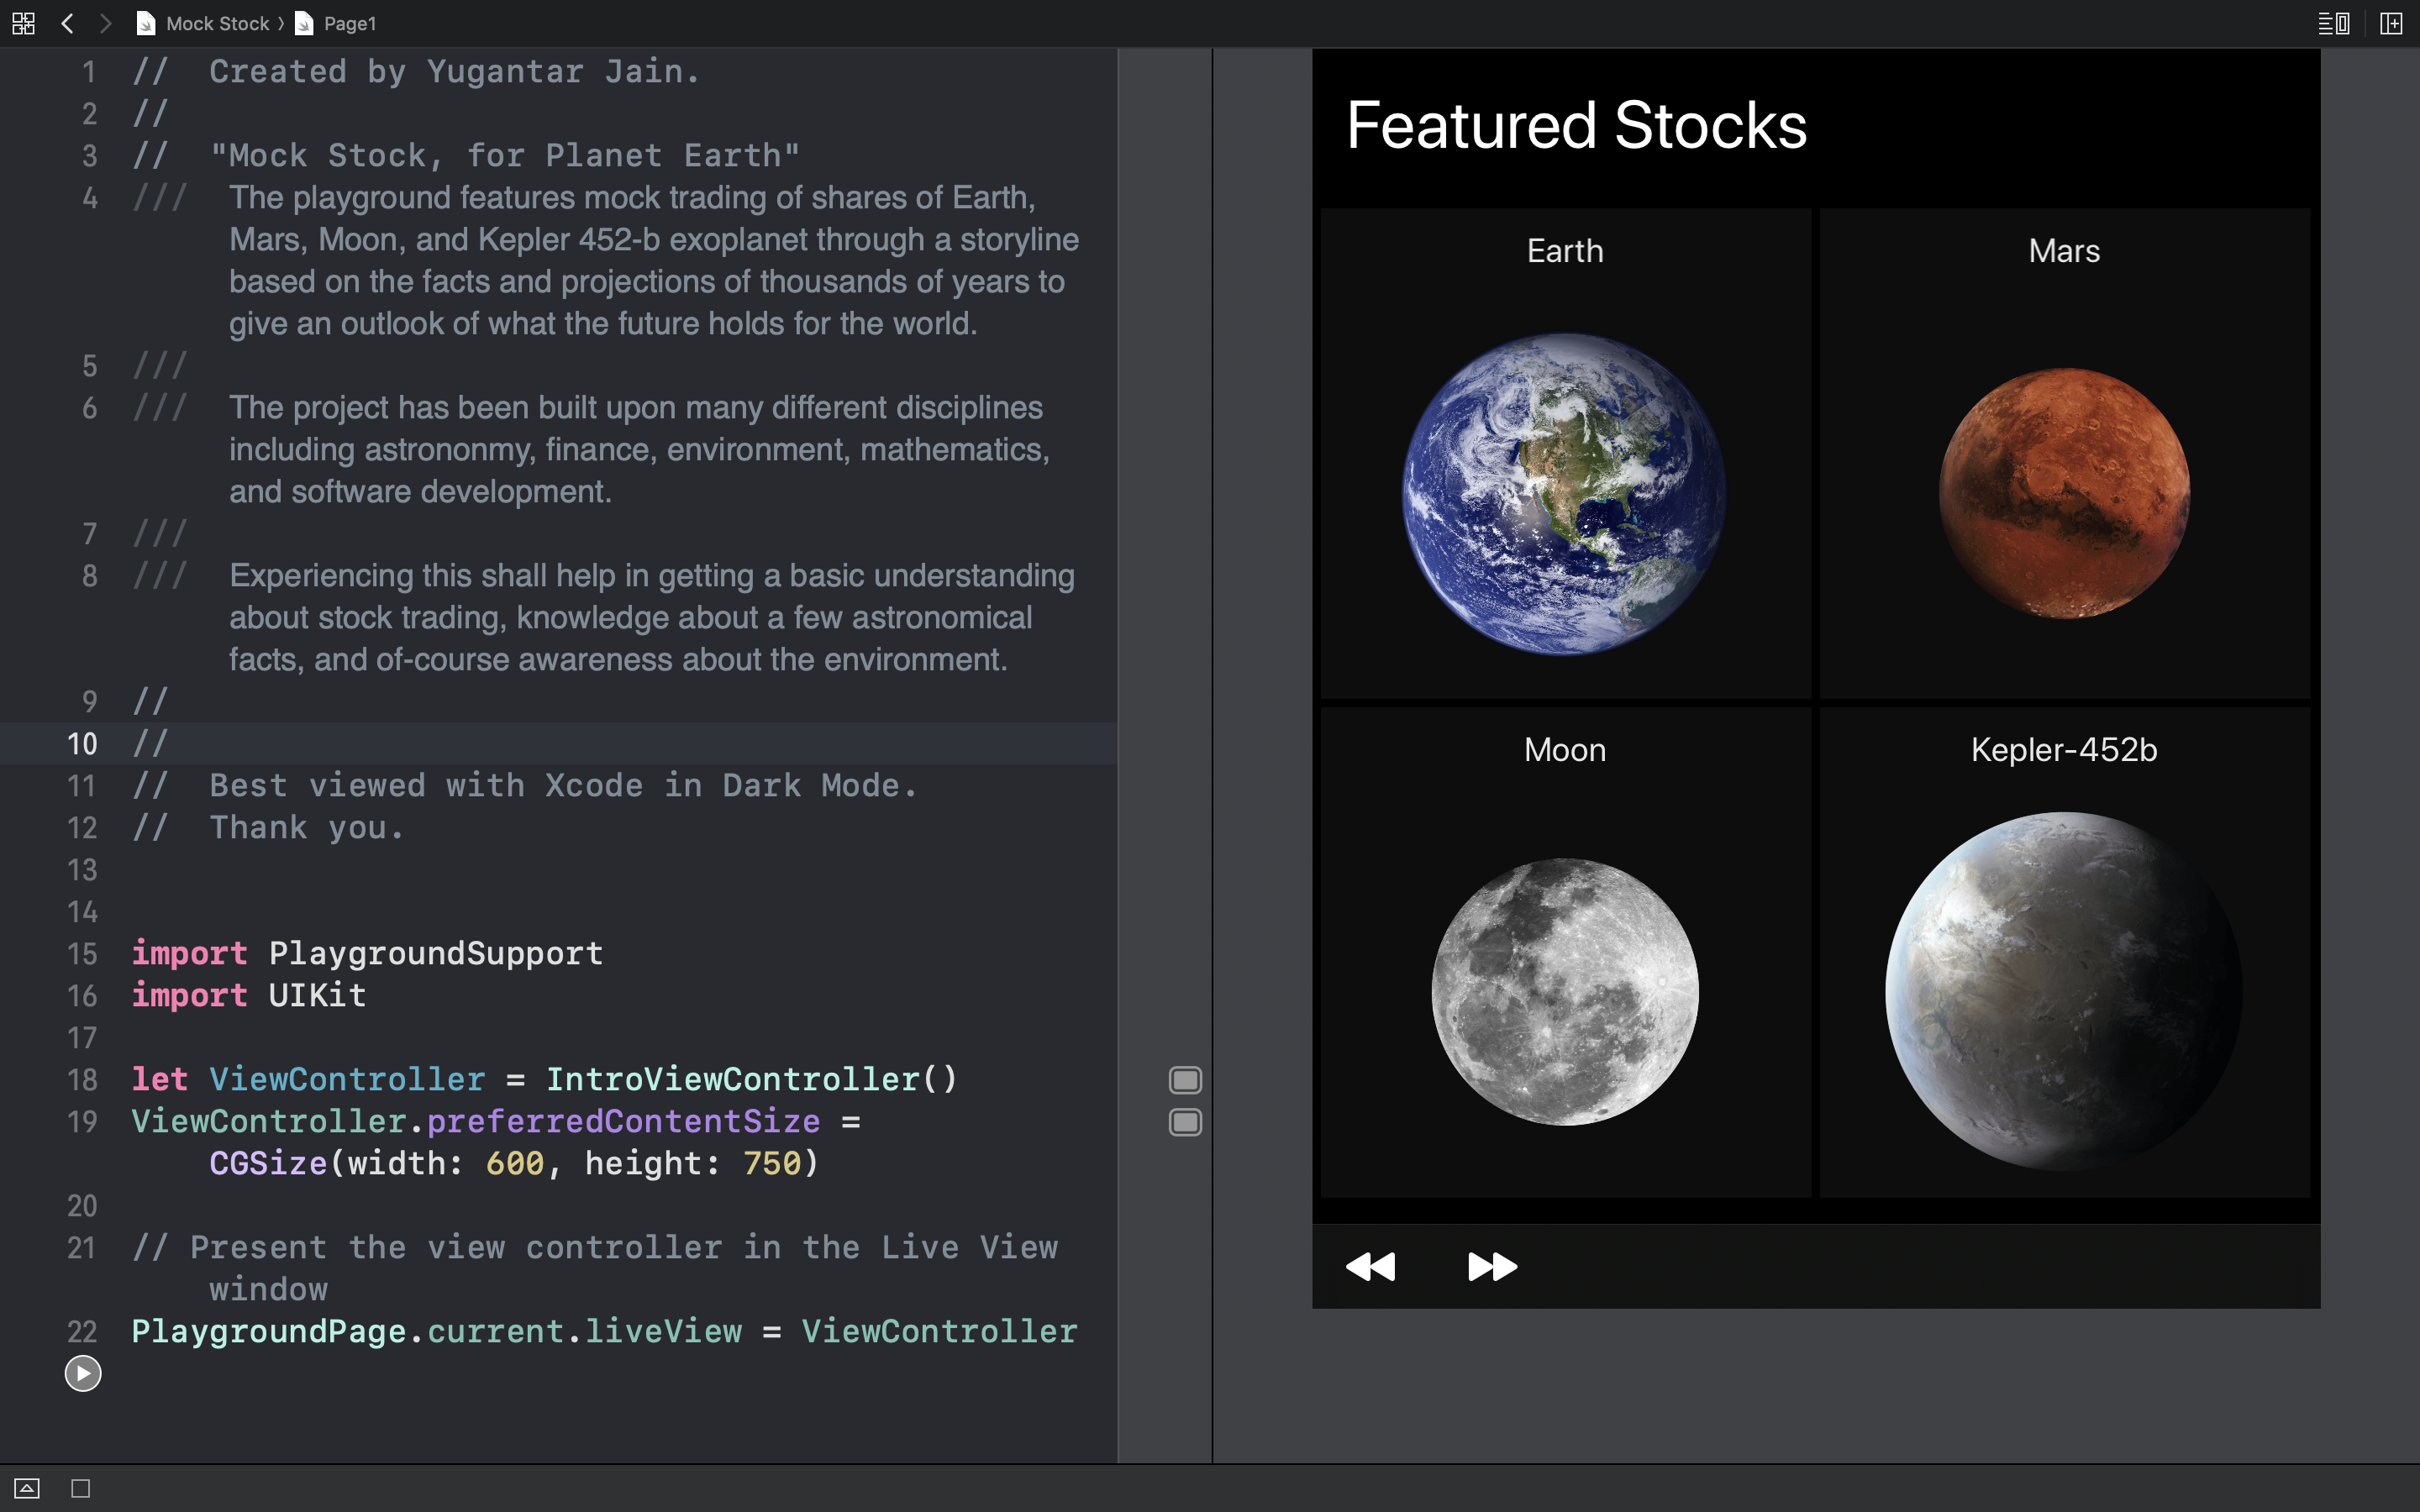 Mock Stock 〉 Page1
1 // Created by Yugantar Jain.
2 //
3 // "Mock Stock, for Planet Earth"
4 /// The playground features mock trading of shares of Earth,
Mars, Moon, and Kepler 452-b exoplanet through a storyline
based on the facts and projections of thousands of years to
give an outlook of what the future holds for the world.
5 ///
6 /// The project has been built upon many different disciplines
including astrononmy, finance, environment, mathematics,
and software development.
7 ///
8 /// Experiencing this shall help in getting a basic understanding
about stock trading, knowledge about a few astronomical
facts, and of-course awareness about the environment.
9 //
10 //
11 // Best viewed with Xcode in Dark Mode.
12 // Thank you.
13
14
15 import PlaygroundSupport
16 import UIKit
17
18 let ViewController = IntroViewController()
19 ViewController.preferredContentSize =
CGSize(width: 600, height: 750)
20
21 // Present the view controller in the Live View
window
22 PlaygroundPage.current.liveView = ViewController
Featured Stocks
Earth
Mars
Moon
Kepler-452b